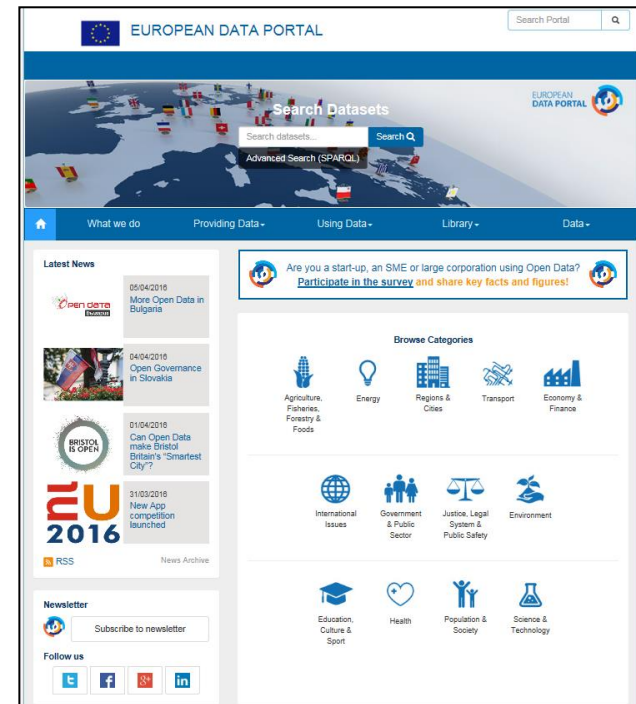 EUROPEAN DATA PORTAL
Search Portal
EUROPEAN
DATA PORTAL
Search Datasets
Search datasets...
Search
Advanced Search (SPARQL)
What we do
Providing Data
Using Data
Library
Data
Latest News
Open data
05/04/2016
More Open Data in
Bulgaria
04/04/2016
Open Governance
in Slovakia
BRISTOL
IS OPEN
01/04/2016
Can Open Data
make Bristol
Britain's "Smartest
City"?
EU
2016
31/03/2016
New App
competition
launched
RSS
News Archive
Newsletter
Subscribe to newsletter
Follow us
Are you a start-up, an SME or large corporation using Open Data?
Participate in the survey and share key facts and figures!
Browse Categories
Agriculture,
Fisheries,
Forestry &
Foods
Energy
Regions &
Cities
Transport
Economy &
Finance
International
Issues
Government
& Public
Sector
Justice, Legal
System &
Public Safety
Environment
Education,
Culture &
Sport
Health
Population &
Society
Science &
Technology